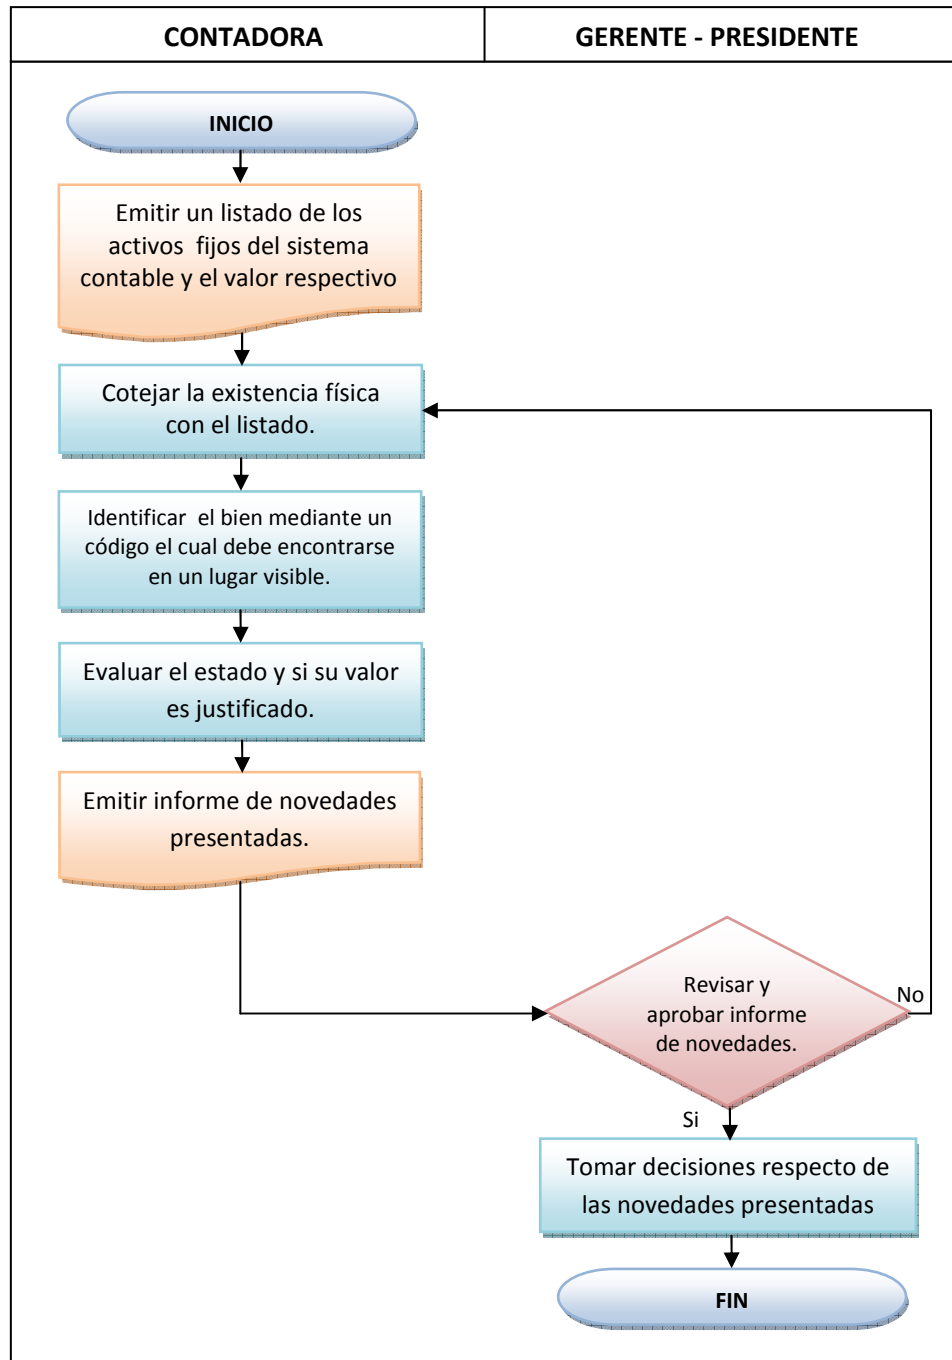 CONTADORA
GERENTE - PRESIDENTE
INICIO
Emitir un listado de los
activos fijos del sistema
contable y el valor respectivo
Cotejar la existencia física
con el listado.
Identificar el bien mediante un
código el cual debe encontrarse
en un lugar visible.
Evaluar el estado y si su valor
es justificado.
Emitir informe de novedades
presentadas.
Revisar y
aprobar informe
de novedades.
No
Si
Tomar decisiones respecto de
las novedades presentadas
FIN